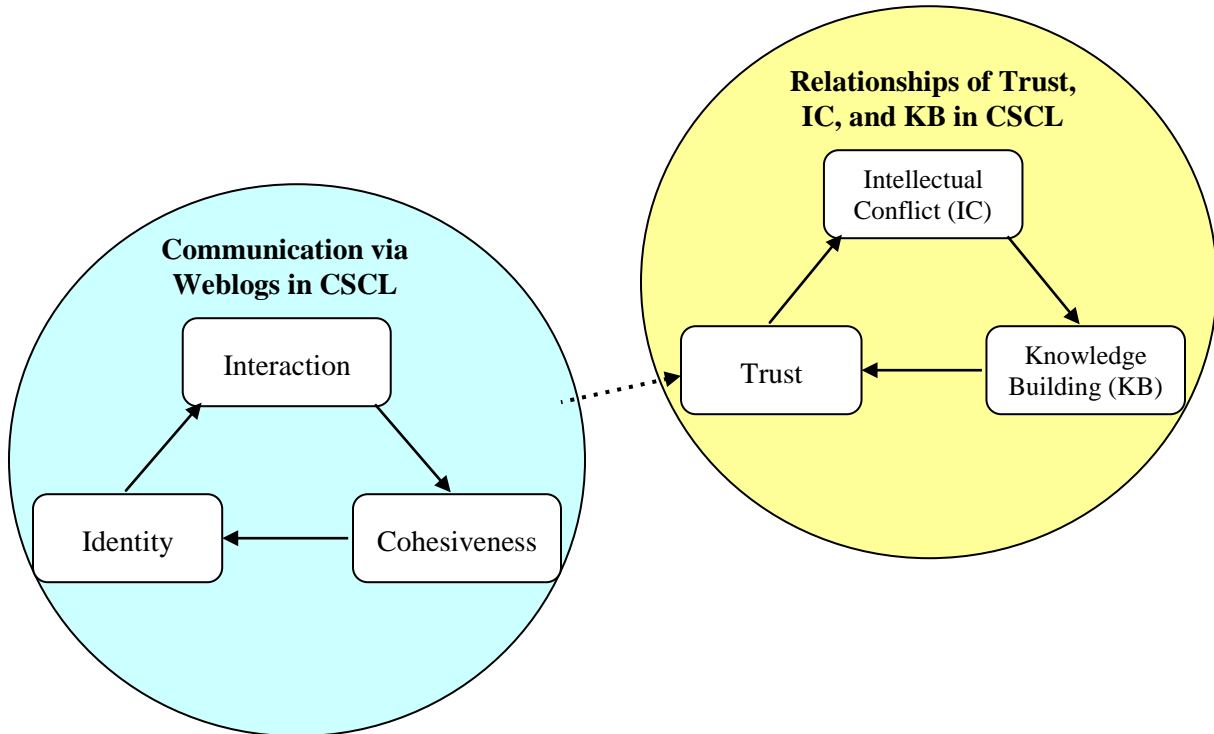 Relationships of Trust,
IC, and KB in CSCL
Intellectual
Conflict (IC)
Trust
Knowledge
Building (KB)
Communication via
Weblogs in CSCL
Interaction
Identity
Cohesiveness